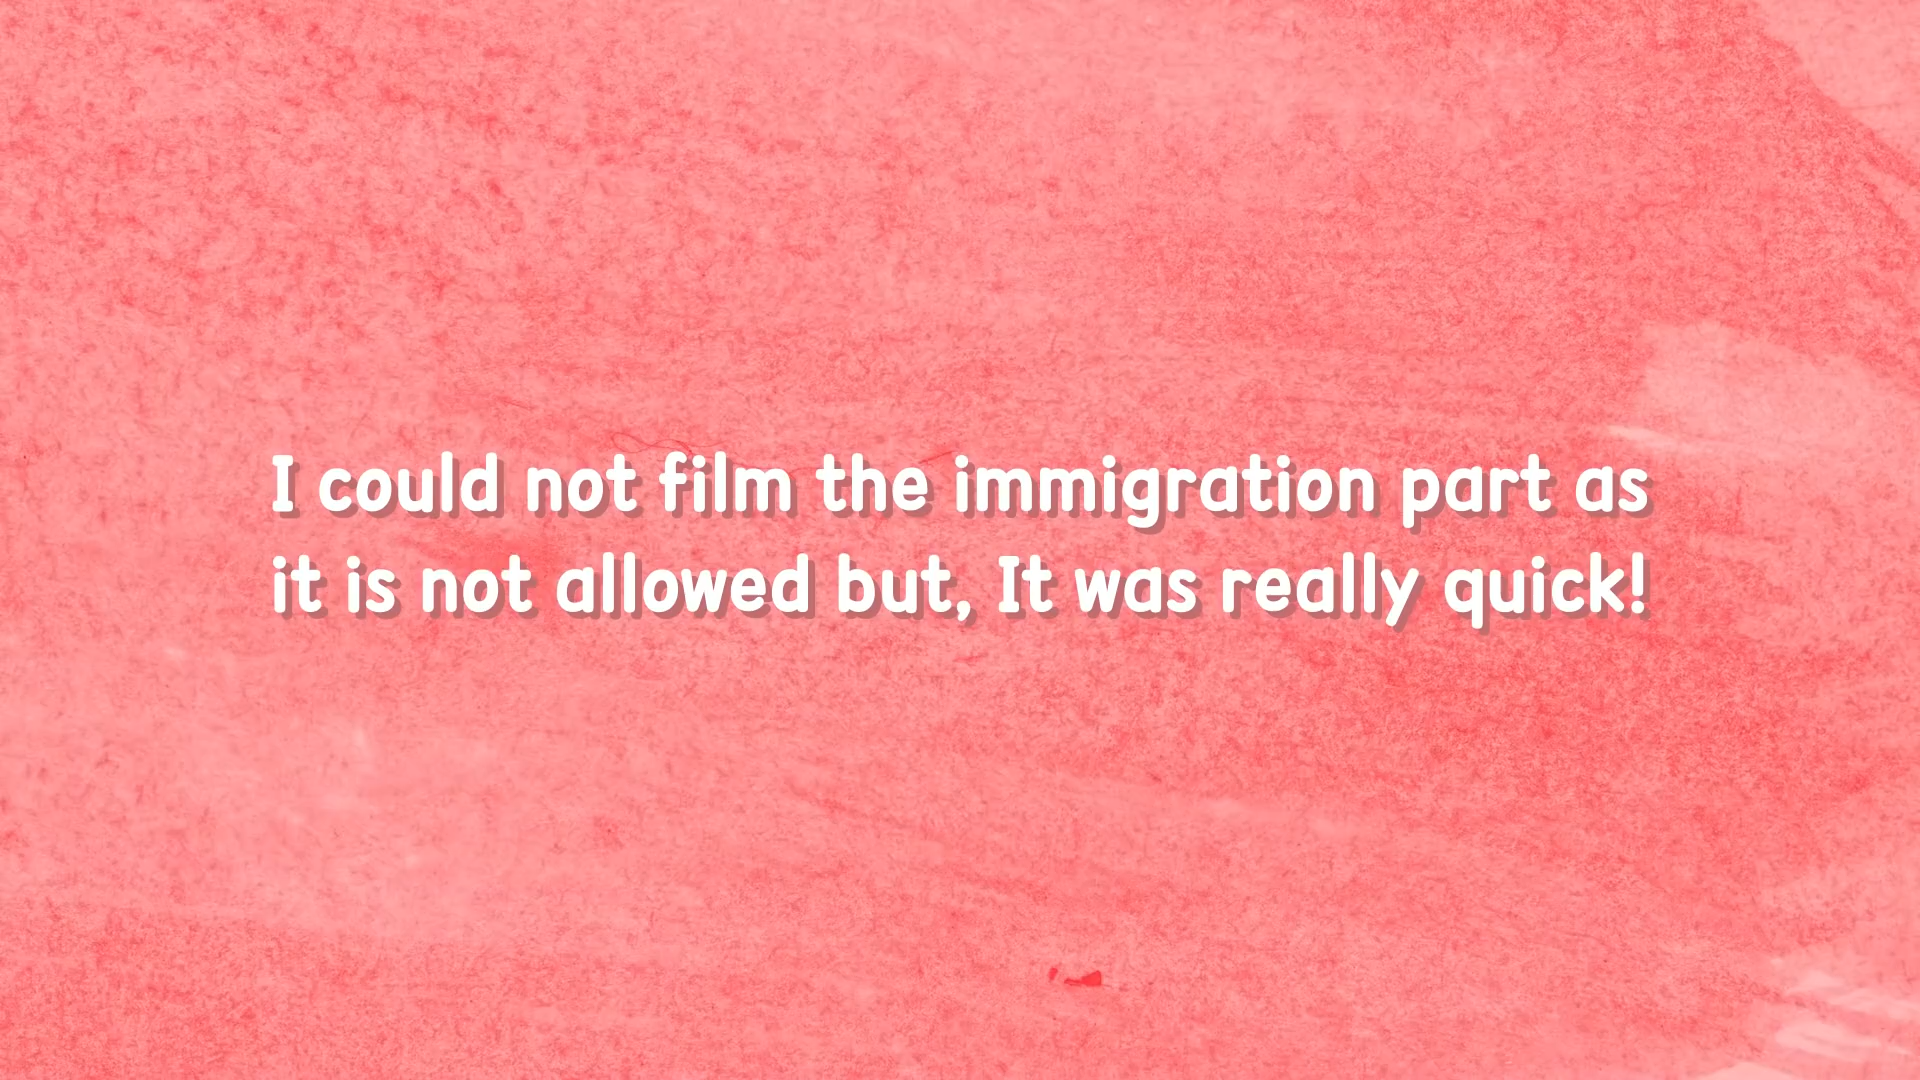 I could not film the immigration part as
it is not allowed but, It was really quick!